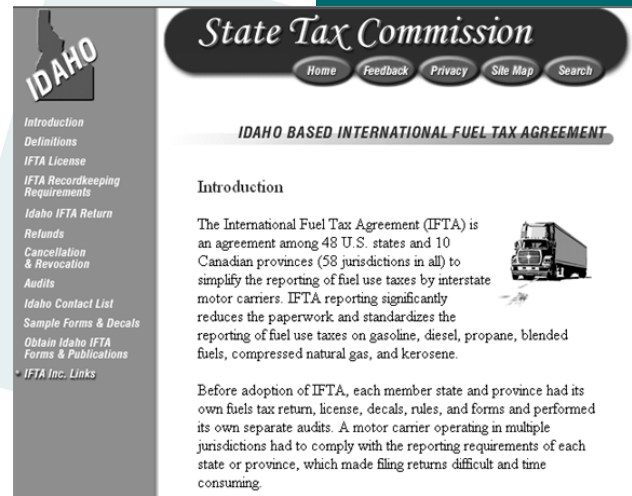 State Tax Commission
Home Feedback Privacy Site Map Search
IDAHO
Introduction
Definitions
IFTA License
IFTA Recordkeeping
Requirements
Idaho IFTA Return
Refunds
Cancellation
& Revocation
Audits
Idaho Contact List
Sample Forms & Decals
Obtain Idaho IFTA
Forms & Publications
IFTA Inc. Links
IDAHO BASED INTERNATIONAL FUEL TAX AGREEMENT
Introduction
The International Fuel Tax Agreement (IFTA) is
an agreement among 48 U.S. states and 10
Canadian provinces (58 jurisdictions in all) to
simplify the reporting of fuel use taxes by interstate
motor carriers. IFTA reporting significantly
reduces the paperwork and standardizes the
reporting of fuel use taxes on gasoline, diesel, propane, blended
fuels, compressed natural gas, and kerosene.
Before adoption of IFTA, each member state and province had its
own fuels tax return, license, decals, rules, and forms and performed
its own separate audits. A motor carrier operating in multiple
jurisdictions had to comply with the reporting requirements of each
state or province, which made filing returns difficult and time
consuming.